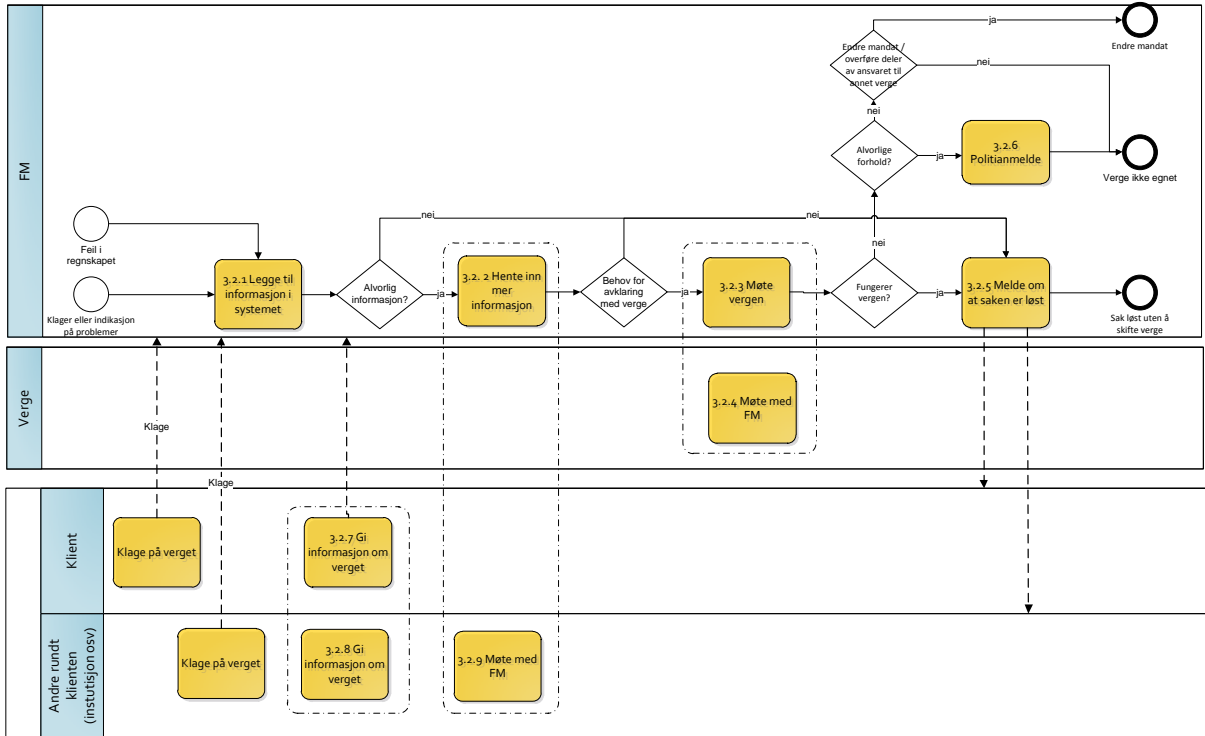 FM
Feil i
regnskapet
Klager eller indikasjon
på problemer
3.2.1 Legge til
informasjon i
systemet
Alvorlig
informasjon?
nei
ja
3.2. 2 Hente inn
mer
informasjon
Behov for
avklaring
med verge
nei
ja
3.2.3 Møte
vergen
Fungerer
vergen?
nei
ja
Alvorlige
forhold?
nei
ja
Endre mandat /
overføre deler
av ansvaret til
annet verge
ja
nei
3.2.6
Politianmelde
3.2.5 Melde om
at saken er løst
Endre mandat
Verge ikke egnet
Sak løst uten å
skifte verge
Verge
3.2.4 Møte med
FM
Klage
Klage
Klient
Klage på verget
3.2.7 Gi
informasjon om
verget
Andre rundt
klienten
(instutisjon osv)
Klage på verget
3.2.8 Gi
informasjon om
verget
3.2.9 Møte med
FM